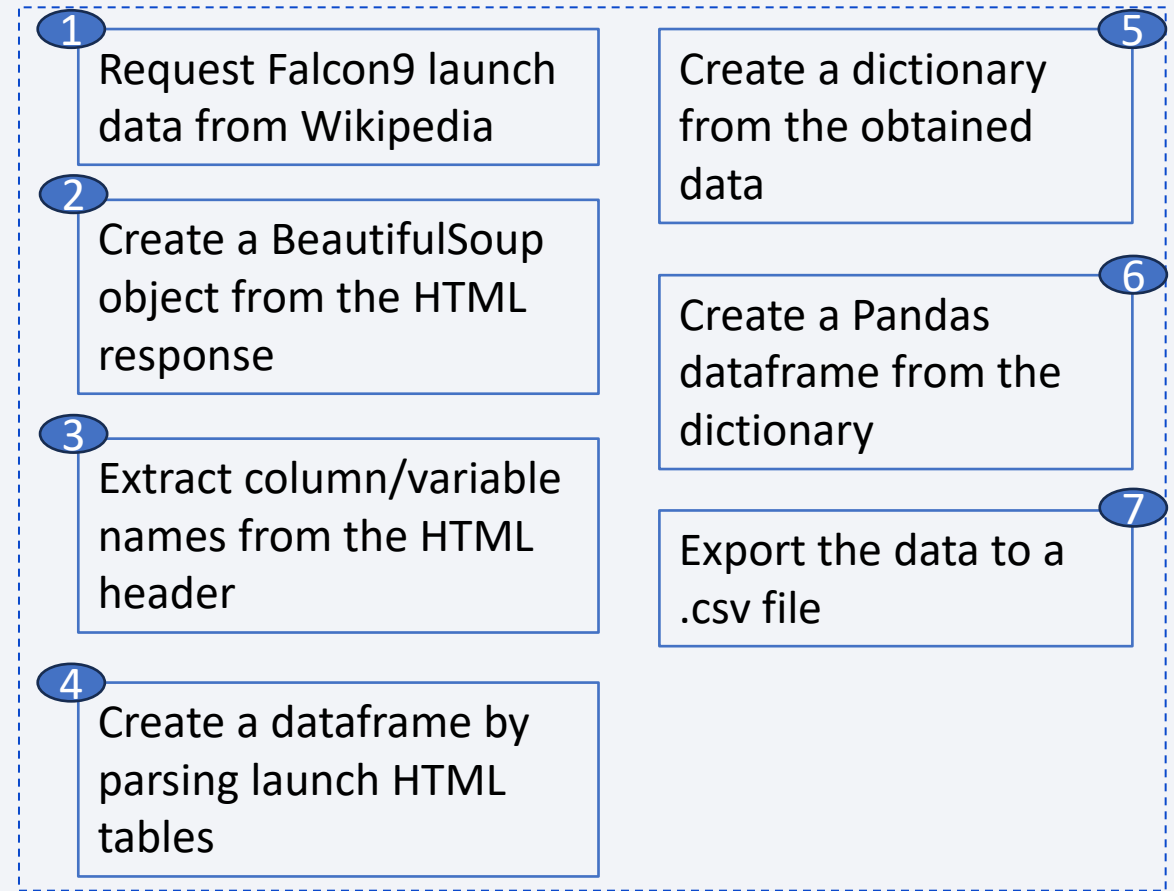 1
Request Falcon9 launch
data from Wikipedia
2
Create a BeautifulSoup
object from the HTML
response
3
Extract column/variable
names from the HTML
header
4
Create a dataframe by
parsing launch HTML
tables
5
Create a dictionary
from the obtained
data
6
Create a Pandas
dataframe from the
dictionary
7
Export the data to a
.csv file